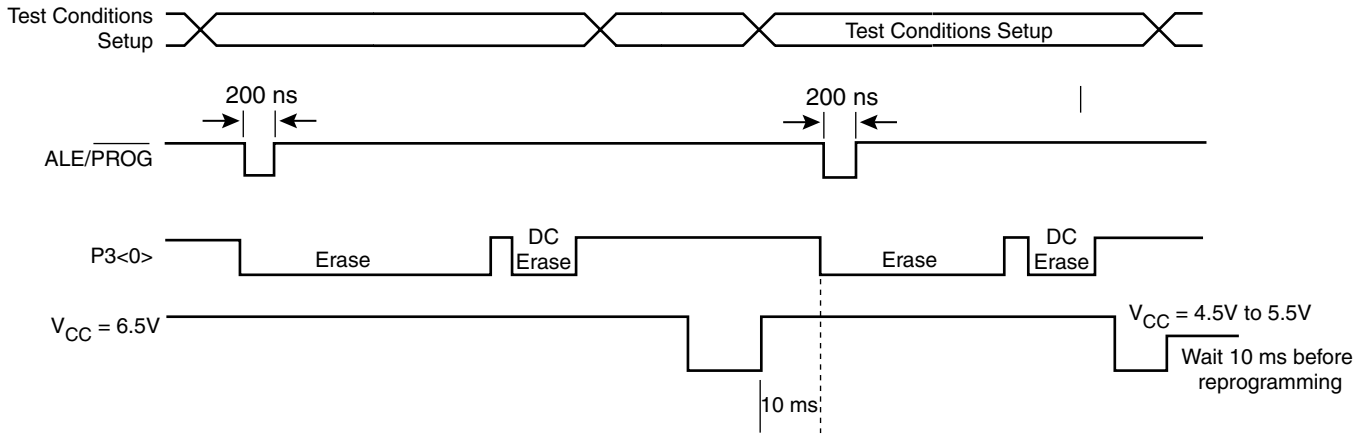 Test Conditions
Setup
Test Conditions Setup
200 ns
200 ns
ALE/PROG
P3<0>
Erase
DC
Erase
Erase
DC
Erase
VCC = 6.5V
VCC = 4.5V to 5.5V
Wait 10 ms before
reprogramming
10 ms